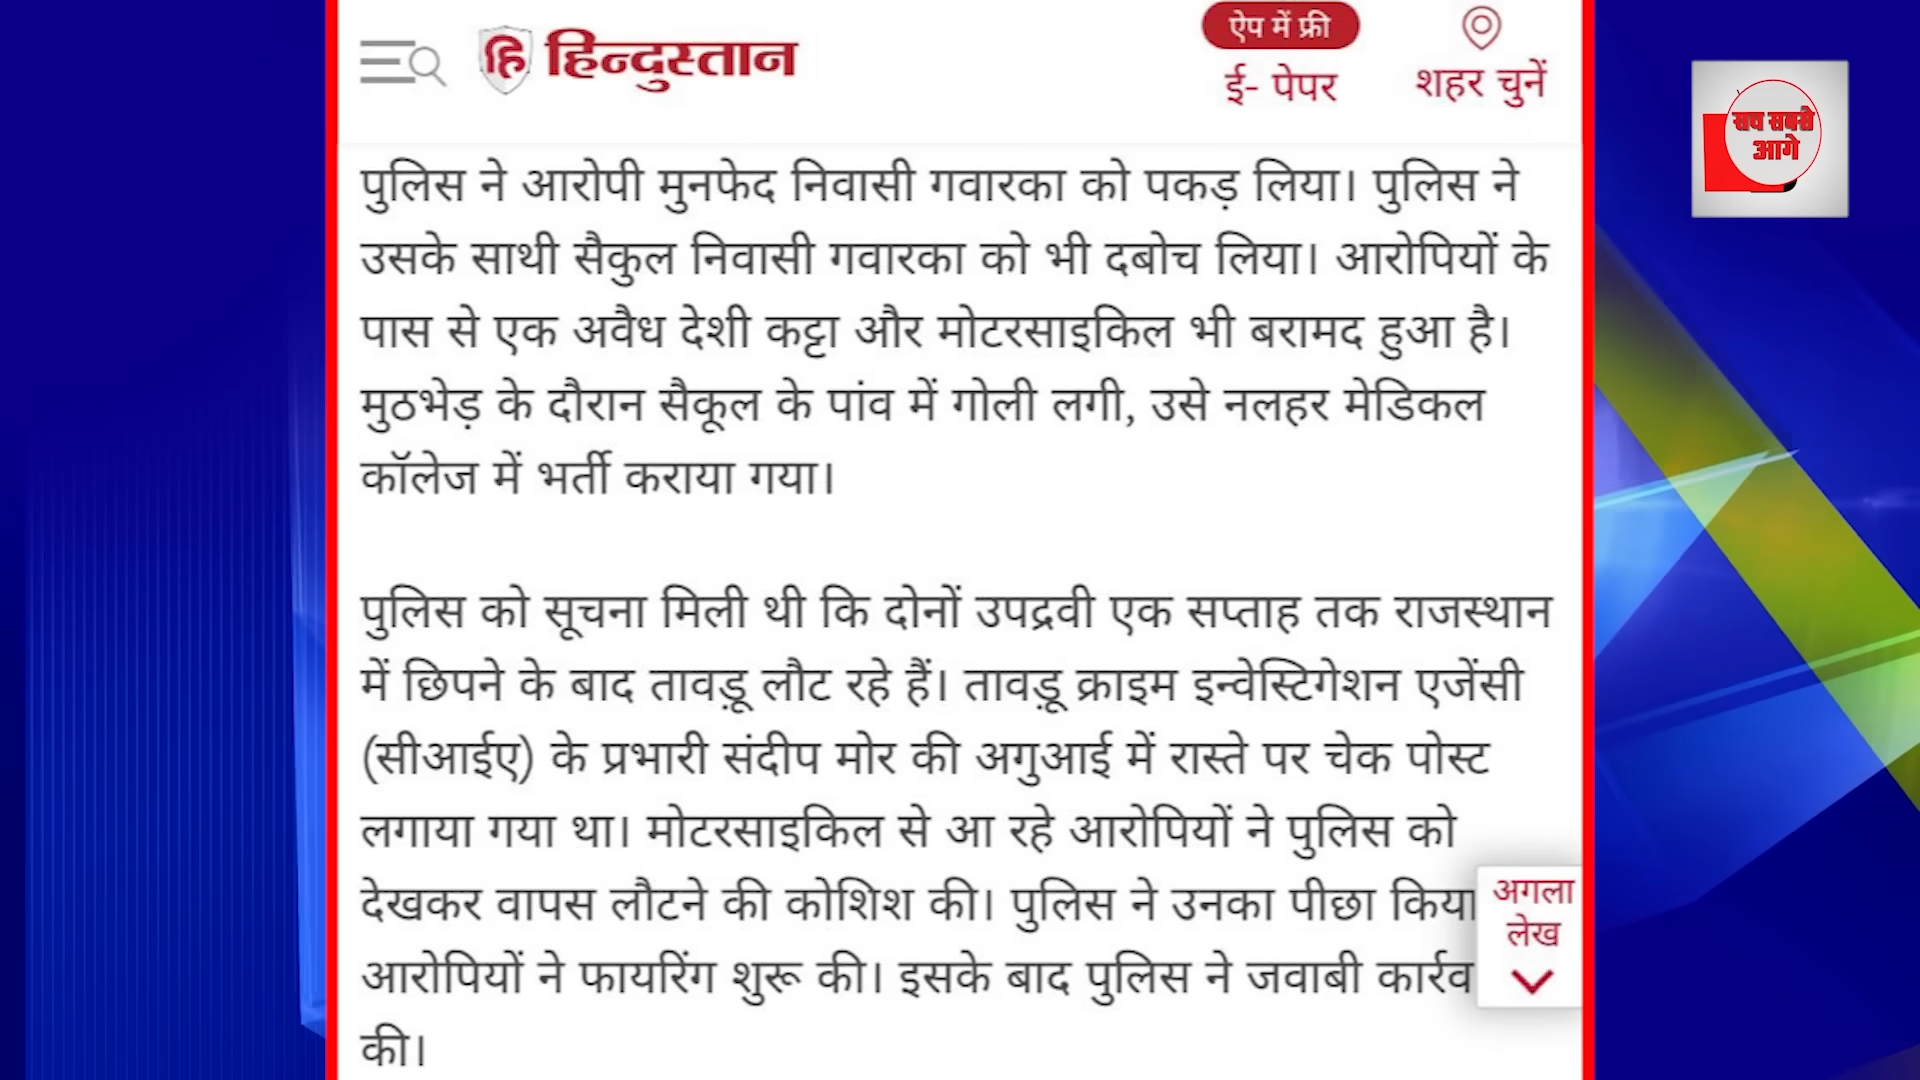 हि हिन्दुस्तान
ऐप में फ्री
ई- पेपर
शहर चुनें
सच सबसे
आगे
पुलिस ने आरोपी मुनफेद निवासी गवारका को पकड़ लिया। पुलिस ने
उसके साथी सैकुल निवासी गवारका को भी दबोच लिया। आरोपियों के
पास से एक अवैध देशी कट्टा और मोटरसाइकिल भी बरामद हुआ है।
मुठभेड़ के दौरान सैकूल के पांव में गोली लगी, उसे नलहर मेडिकल
कॉलेज में भर्ती कराया गया।
पुलिस को सूचना मिली थी कि दोनों उपद्रवी एक सप्ताह तक राजस्थान
में छिपने के बाद तावड़ू लौट रहे हैं। तावड़ू क्राइम इन्वेस्टिगेशन एजेंसी
(सीआईए) के प्रभारी संदीप मोर की अगुआई में रास्ते पर चेक पोस्ट
लगाया गया था। मोटरसाइकिल से आ रहे आरोपियों ने पुलिस को
देखकर वापस लौटने की कोशिश की। पुलिस ने उनका पीछा किया
आरोपियों ने फायरिंग शुरू की। इसके बाद पुलिस ने जवाबी कार्रव
की।
अगला
लेख